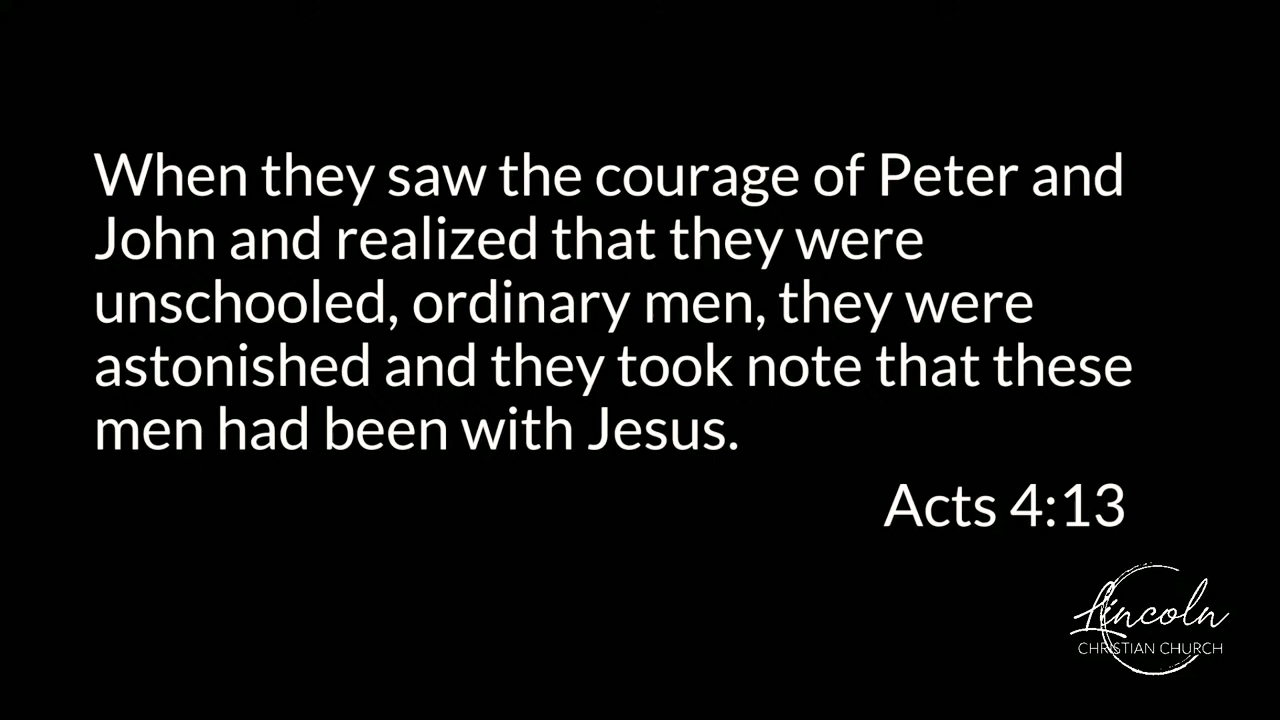 When they saw the courage of Peter and
John and realized that they were
unschooled, ordinary men, they were
astonished and they took note that these
men had been with Jesus.
Acts 4:13
Lincoln
CHRISTIAN CHURCH